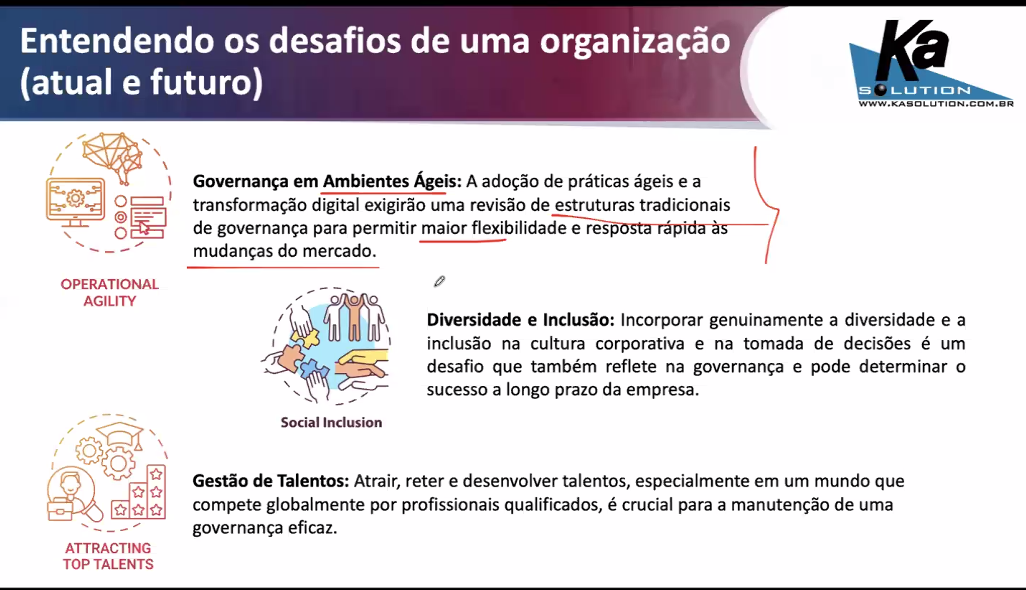 Entendendo os desafios de uma organização
(atual e futuro)
Ka
SOLUTION
WWW.KASOLUTION.COM.BR
Governança em Ambientes Ágeis: A adoção de práticas ágeis e a
transformação digital exigirão uma revisão de estruturas tradicionais
de governança para permitir maior flexibilidade e resposta rápida às
mudanças do mercado.
OPERATIONAL
AGILITY
Diversidade e Inclusão: Incorporar genuinamente a diversidade e a
inclusão na cultura corporativa e na tomada de decisões é um
desafio que também reflete na governança e pode determinar o
sucesso a longo prazo da empresa.
Social Inclusion
Gestão de Talentos: Atrair, reter e desenvolver talentos, especialmente em um mundo que
compete globalmente por profissionais qualificados, é crucial para a manutenção de uma
governança eficaz.
ATTRACTING
TOP TALENTS